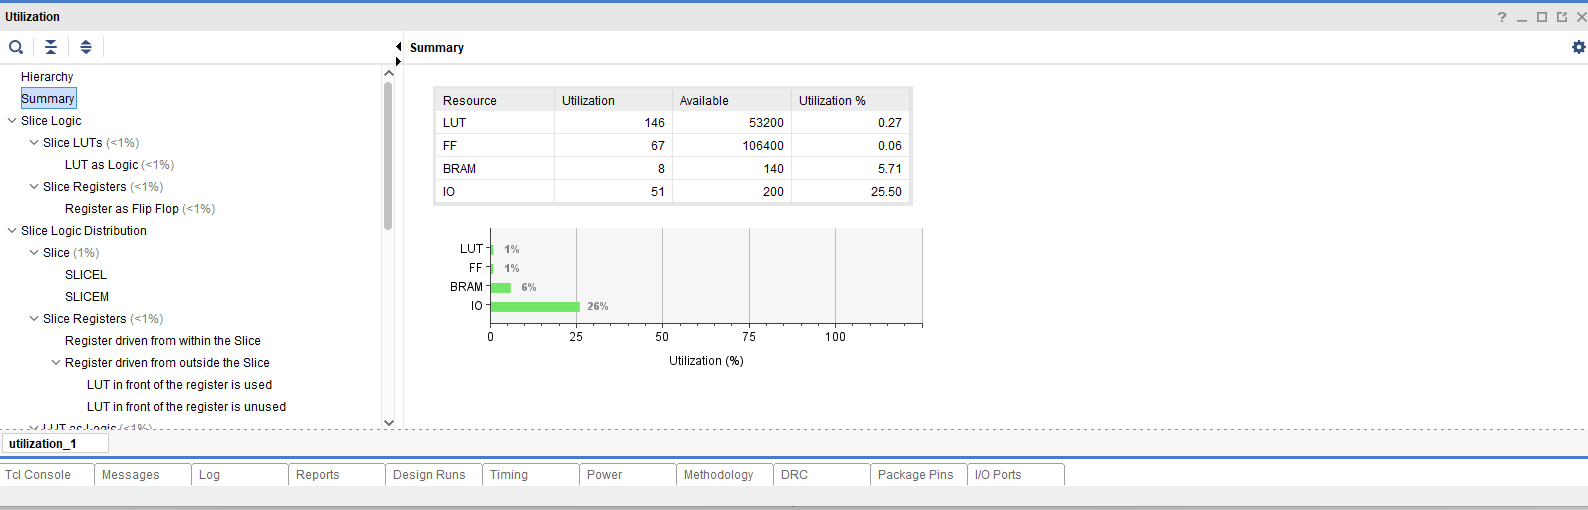 Utilization
Summary
Hierarchy
Summary
Slice Logic
Slice LUTs (<1%)
LUT as Logic (<1%)
Slice Registers (<1%)
Register as Flip Flop (<1%)
Slice Logic Distribution
Slice (1%)
SLICEL
SLICEM
Slice Registers (<1%)
Register driven from within the Slice
Register driven from outside the Slice
LUT in front of the register is used
LUT in front of the register is unused
LUT as Logic (<1%)
Resource Utilization Available Utilization %
LUT 146 53200 0.27
FF 67 106400 0.06
BRAM 8 140 5.71
IO 51 200 25.50
LUT 1%
FF 1%
BRAM 6%
IO 26%
0 25 50 75 100
Utilization (%)
utilization_1
Tcl Console Messages Log Reports Design Runs Timing Power Methodology DRC Package Pins I/O Ports